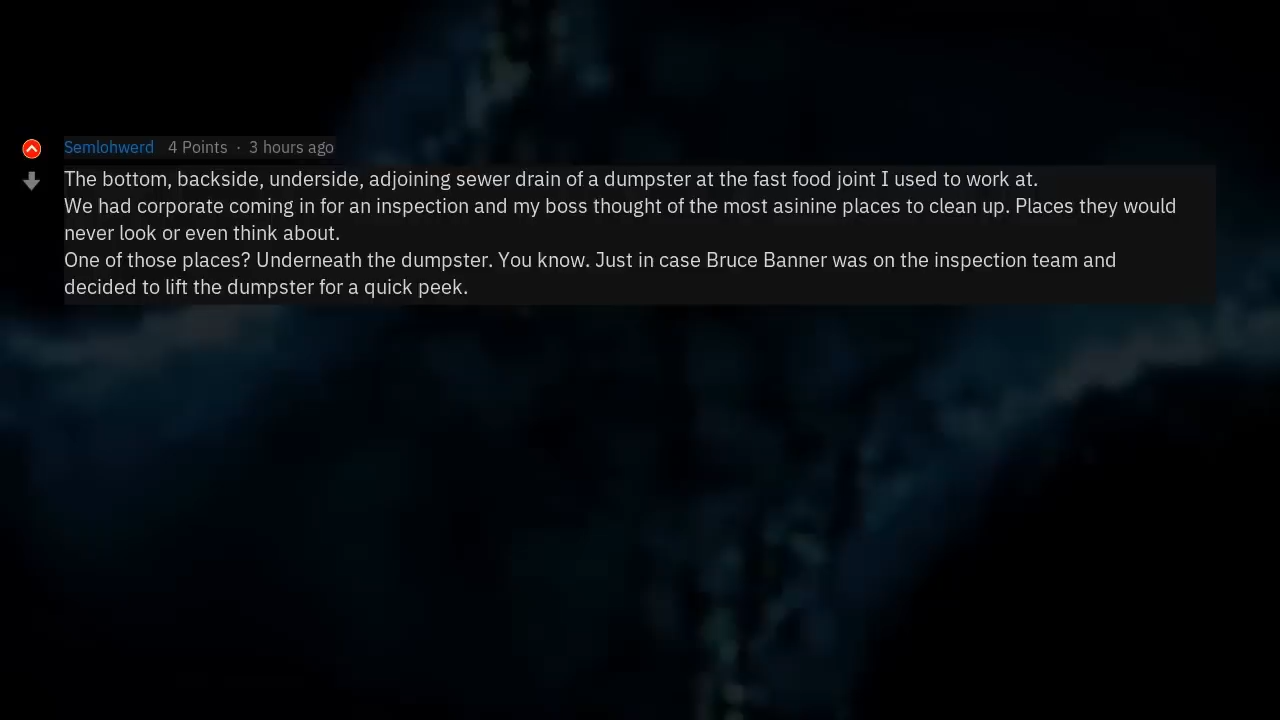 Semlohwerd 4 Points · 3 hours ago
The bottom, backside, underside, adjoining sewer drain of a dumpster at the fast food joint I used to work at.
We had corporate coming in for an inspection and my boss thought of the most asinine places to clean up. Places they would
never look or even think about.
One of those places? Underneath the dumpster. You know. Just in case Bruce Banner was on the inspection team and
decided to lift the dumpster for a quick peek.